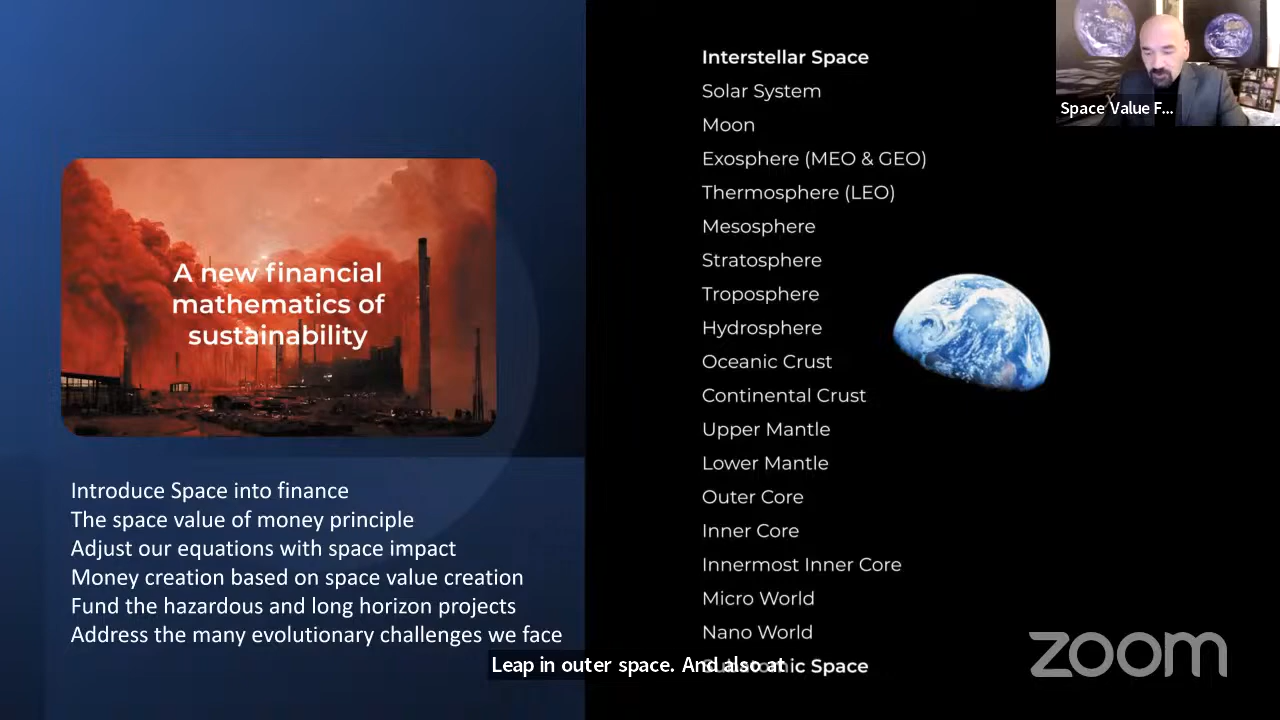 A new financial
mathematics of
sustainability
Introduce Space into finance
The space value of money principle
Adjust our equations with space impact
Money creation based on space value creation
Fund the hazardous and long horizon projects
Address the many evolutionary challenges we face
Interstellar Space
Solar System
Moon
Exosphere (MEO & GEO)
Thermosphere (LEO)
Mesosphere
Stratosphere
Troposphere
Hydrosphere
Oceanic Crust
Continental Crust
Upper Mantle
Lower Mantle
Outer Core
Inner Core
Innermost Inner Core
Micro World
Nano World
Space
Leap in outer space. And also at
Space Value F...
zoom